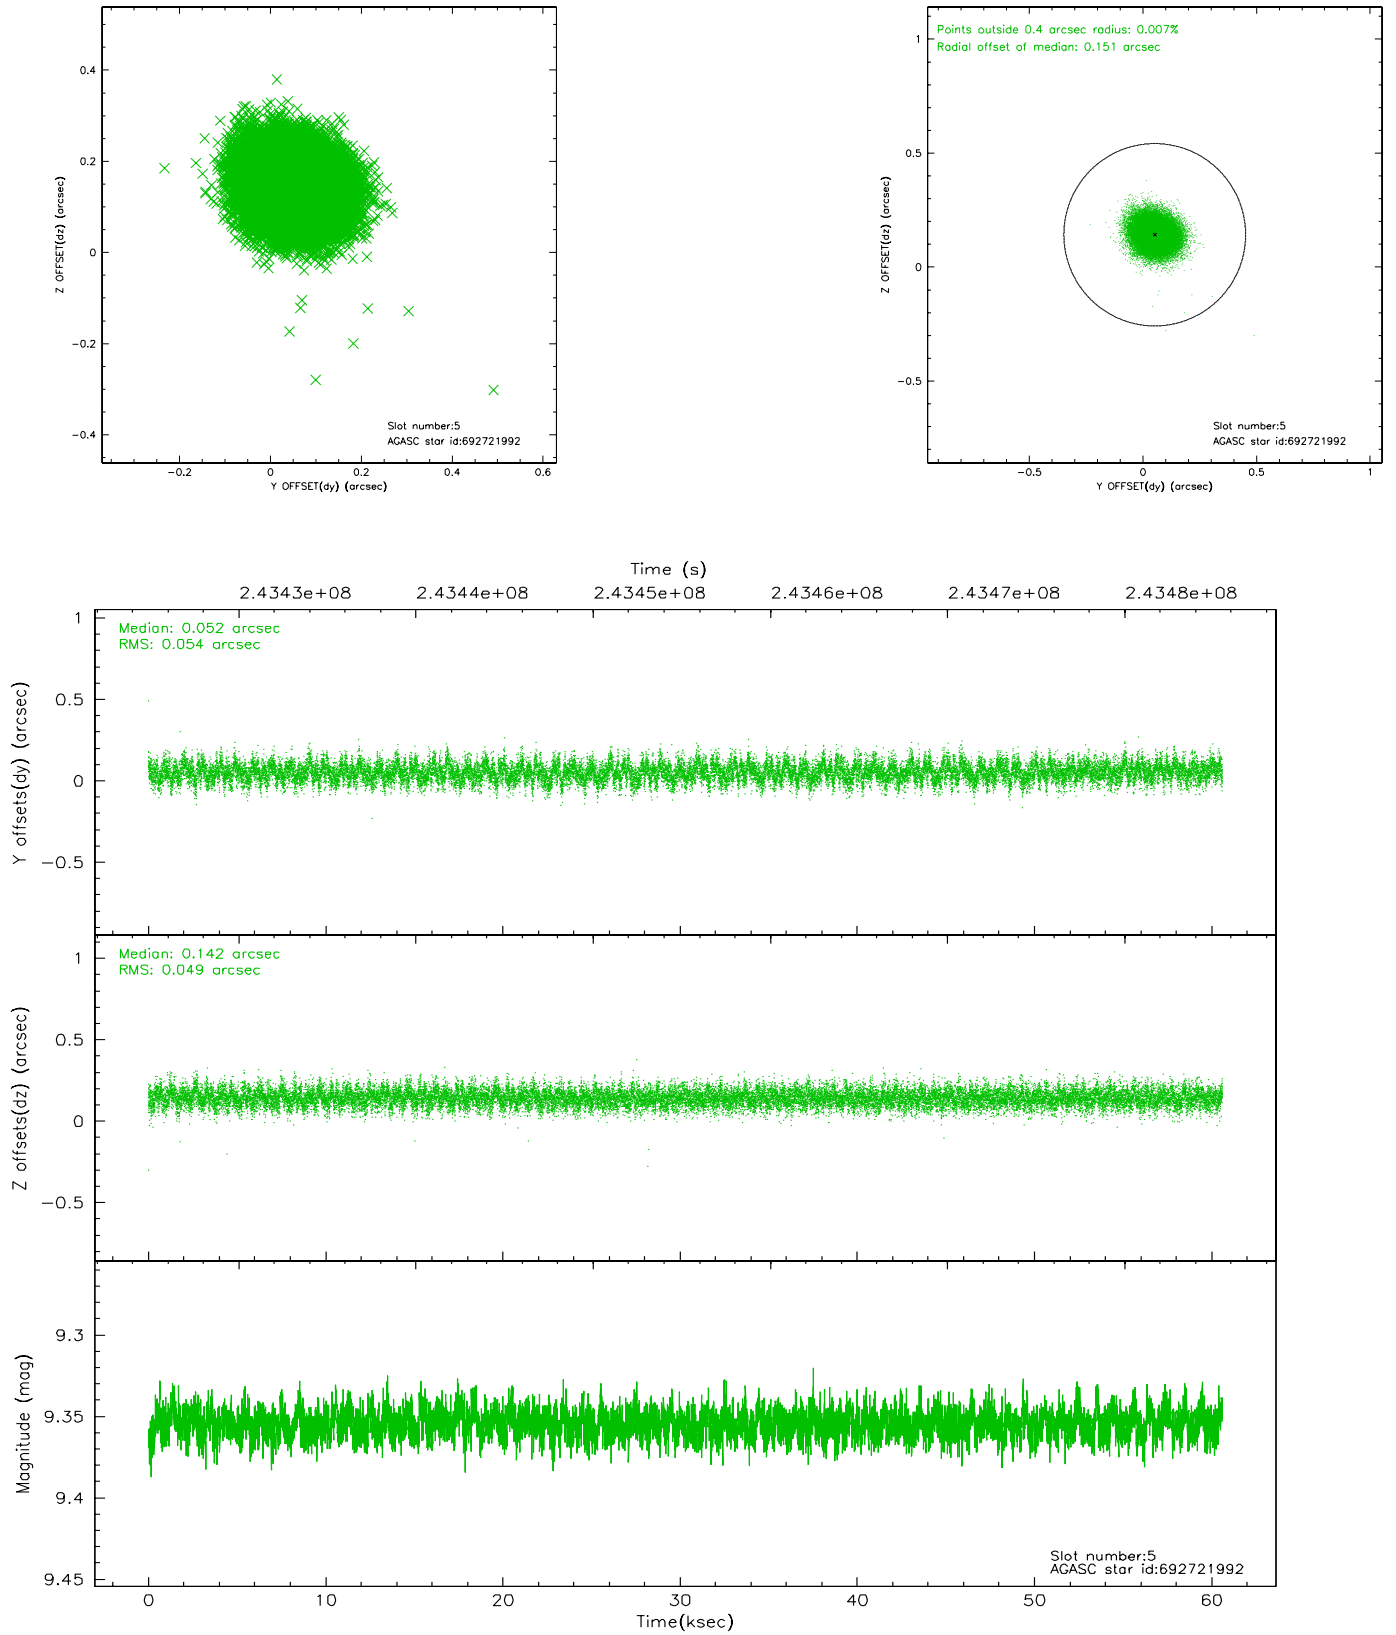 0.4
0.2
0
−0.2
−0.4
−0.2
0
0.2
0.4
0.6
Z OFFSET(dz) (arcsec)
Y OFFSET(dy) (arcsec)
Slot number:5
AGASC star id:692721992
Points outside 0.4 arcsec radius: 0.007%
Radial offset of median: 0.151 arcsec
1
0.5
0
−0.5
−0.5
0
0.5
1
Z OFFSET(dz) (arcsec)
Y OFFSET(dy) (arcsec)
Slot number:5
AGASC star id:692721992
Time (s)
2.4343e+08
2.4344e+08
2.4345e+08
2.4346e+08
2.4347e+08
2.4348e+08
Median: 0.052 arcsec
RMS: 0.054 arcsec
1
0.5
0
−0.5
Y offsets(dy) (arcsec)
Median: 0.142 arcsec
RMS: 0.049 arcsec
1
0.5
0
−0.5
Z offsets(dz) (arcsec)
9.3
9.35
9.4
9.45
Magnitude (mag)
Slot number:5
AGASC star id:692721992
0
10
20
30
40
50
60
Time(ksec)